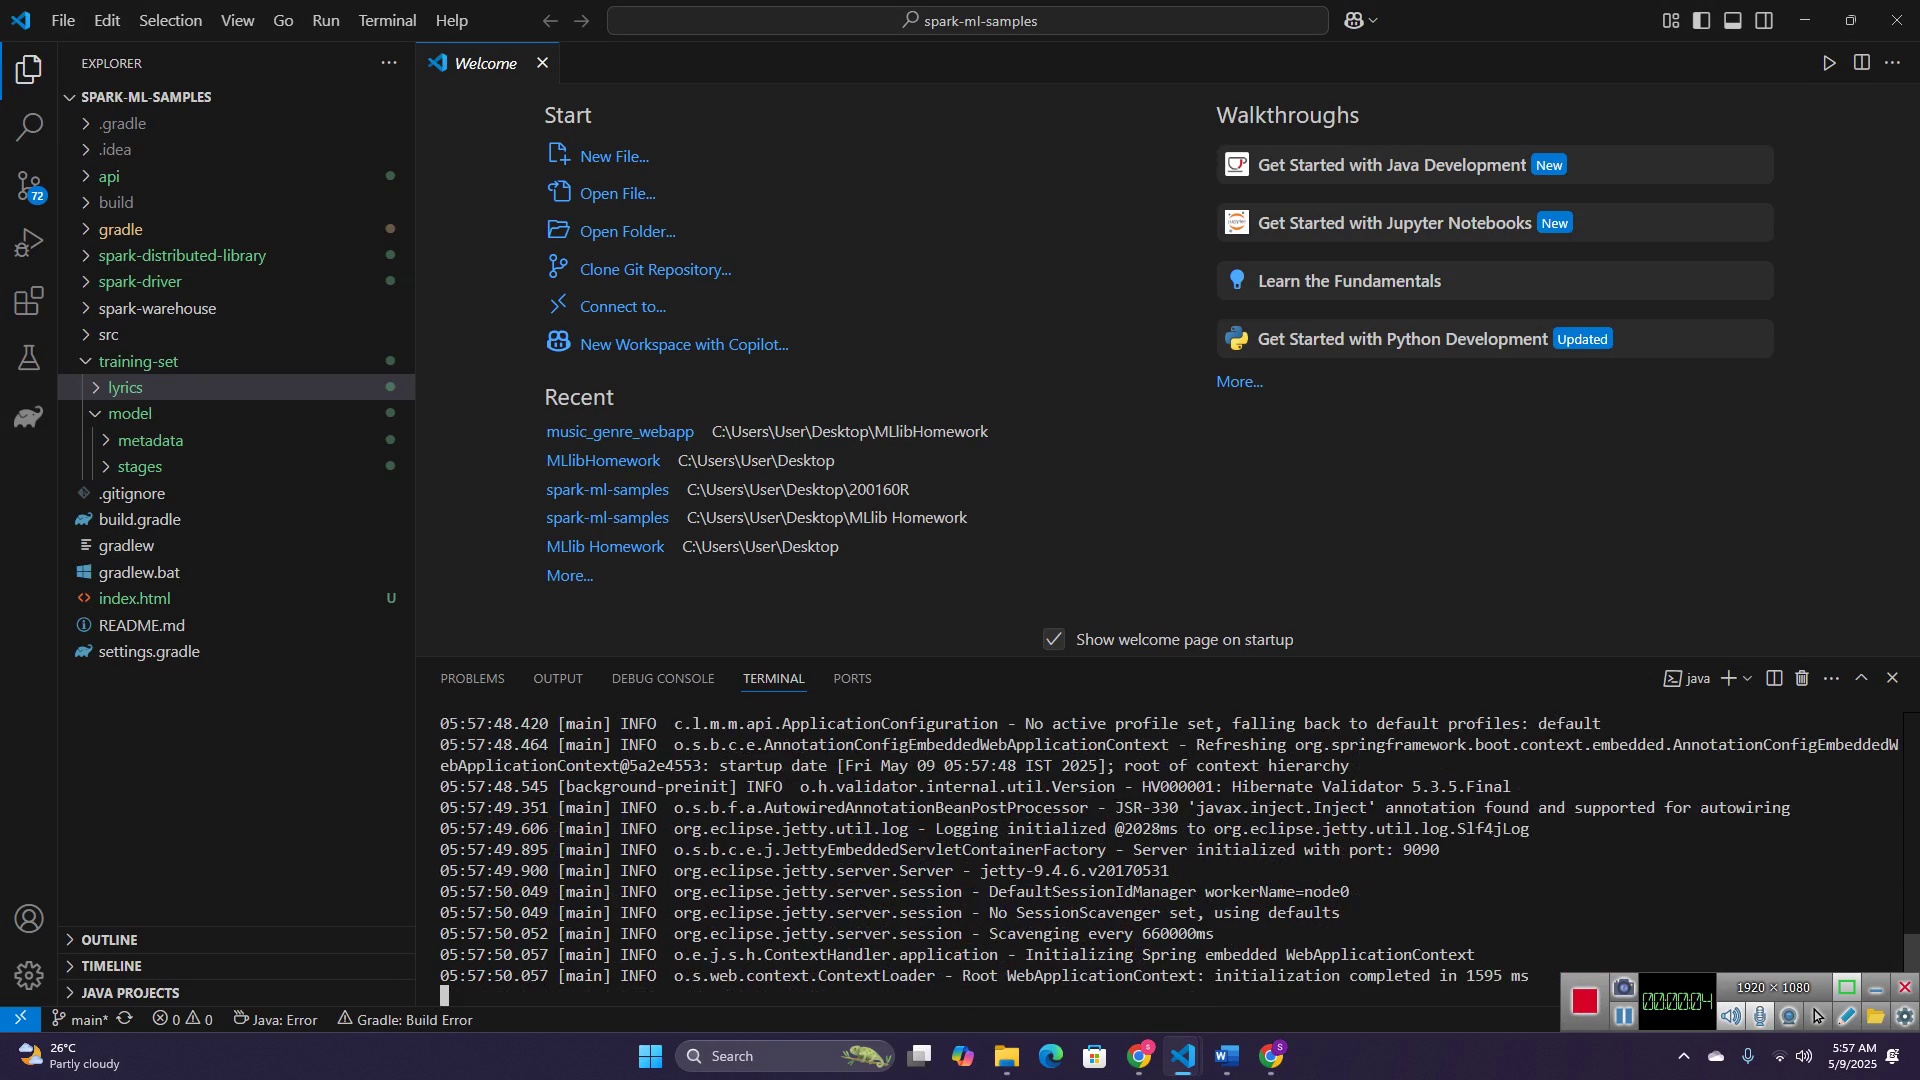 File Edit Selection View Go Run Terminal Help
spark-ml-samples
EXPLORER
SPARK-ML-SAMPLES
.gradle
.idea
api
build
gradle
spark-distributed-library
spark-driver
spark-warehouse
src
training-set
lyrics
model
metadata
stages
.gitignore
build.gradle
gradlew
gradlew.bat
index.html U
README.md
settings.gradle
OUTLINE
TIMELINE
JAVA PROJECTS
72
Welcome
Start
New File...
Open File...
Open Folder...
Clone Git Repository...
Connect to...
New Workspace with Copilot...
Recent
music_genre_webapp C:\Users\User\Desktop\MLlibHomework
MLlibHomework C:\Users\User\Desktop
spark-ml-samples C:\Users\User\Desktop\200160R
spark-ml-samples C:\Users\User\Desktop\MLlib Homework
MLlib Homework C:\Users\User\Desktop
More...
Walkthroughs
Get Started with Java Development New
Get Started with Jupyter Notebooks New
Learn the Fundamentals
Get Started with Python Development Updated
More...
Show welcome page on startup
PROBLEMS OUTPUT DEBUG CONSOLE TERMINAL PORTS
java
05:57:48.420 [main] INFO c.l.m.m.api.ApplicationConfiguration - No active profile set, falling back to default profiles: default
05:57:48.464 [main] INFO o.s.b.c.e.AnnotationConfigEmbeddedWebApplicationContext - Refreshing org.springframework.boot.context.embedded.AnnotationConfigEmbeddedW
ebApplicationContext@5a2e4553: startup date [Fri May 09 05:57:48 IST 2025]; root of context hierarchy
05:57:48.545 [background-preinit] INFO o.h.validator.internal.util.Version - HV000001: Hibernate Validator 5.3.5.Final
05:57:49.351 [main] INFO o.s.b.f.a.AutowiredAnnotationBeanPostProcessor - JSR-330 'javax.inject.Inject' annotation found and supported for autowiring
05:57:49.606 [main] INFO org.eclipse.jetty.util.log - Logging initialized @2028ms to org.eclipse.jetty.util.log.Slf4jLog
05:57:49.895 [main] INFO o.s.b.c.e.j.JettyEmbeddedServletContainerFactory - Server initialized with port: 9090
05:57:49.900 [main] INFO org.eclipse.jetty.server.Server - jetty-9.4.6.v20170531
05:57:50.049 [main] INFO org.eclipse.jetty.server.session - DefaultSessionIdManager workerName=node0
05:57:50.049 [main] INFO org.eclipse.jetty.server.session - No SessionScavenger set, using defaults
05:57:50.052 [main] INFO org.eclipse.jetty.server.session - Scavenging every 660000ms
05:57:50.057 [main] INFO o.e.j.s.h.ContextHandler.application - Initializing Spring embedded WebApplicationContext
05:57:50.057 [main] INFO o.s.web.context.ContextLoader - Root WebApplicationContext: initialization completed in 1595 ms
00:00:04
1920 × 1080
main* 0 0 Java: Error Gradle: Build Error
26°C
Partly cloudy
Search
5:57 AM
5/9/2025